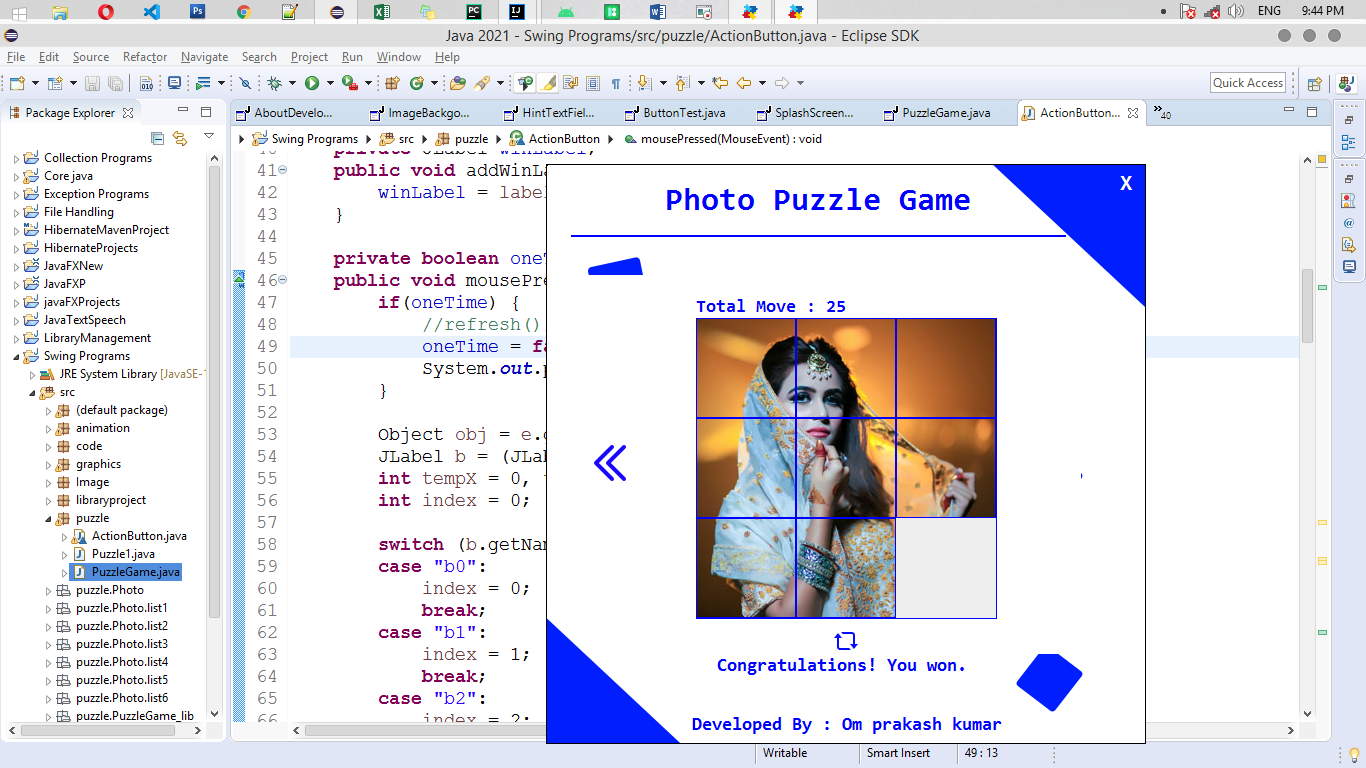 ENG 9:44 PM
Java 2021 - Swing Programs/src/puzzle/ActionButton.java - Eclipse SDK
File Edit Source Refactor Navigate Search Project Run Window Help
Quick Access
Package Explorer
AboutDevelo... ImageBackgo... HintTextFiel... ButtonTest.java SplashScreen... PuzzleGame.java ActionButton... »40
Swing Programs src puzzle ActionButton mousePressed(MouseEvent) : void
Collection Programs
Core java
Exception Programs
File Handling
HibernateMavenProject
HibernateProjects
JavaFXNew
JavaFXP
javaFXProjects
JavaTextSpeech
LibraryManagement
Swing Programs
JRE System Library [JavaSE-1
src
(default package)
animation
code
graphics
Image
libraryproject
puzzle
ActionButton.java
Puzzle1.java
PuzzleGame.java
puzzle.Photo
puzzle.Photo.list1
puzzle.Photo.list2
puzzle.Photo.list3
puzzle.Photo.list4
puzzle.Photo.list5
puzzle.Photo.list6
puzzle.PuzzleGame_lib
40 private JLabel winLabel;
41 public void addWinLa
42 winLabel = label
43 }
44
45 private boolean oneT
46 public void mousePre
47 if(oneTime) {
48 //refresh()
49 oneTime = fa
50 System.out.p
51 }
52
53 Object obj = e.
54 JLabel b = (JLab
55 int tempX = 0,
56 int index = 0;
57
58 switch (b.getNam
59 case "b0":
60 index = 0;
61 break;
62 case "b1":
63 index = 1;
64 break;
65 case "b2":
66 index = 2;
Photo Puzzle Game
X
Total Move : 25
Congratulations! You won.
Developed By : Om prakash kumar
Writable Smart Insert 49 : 13